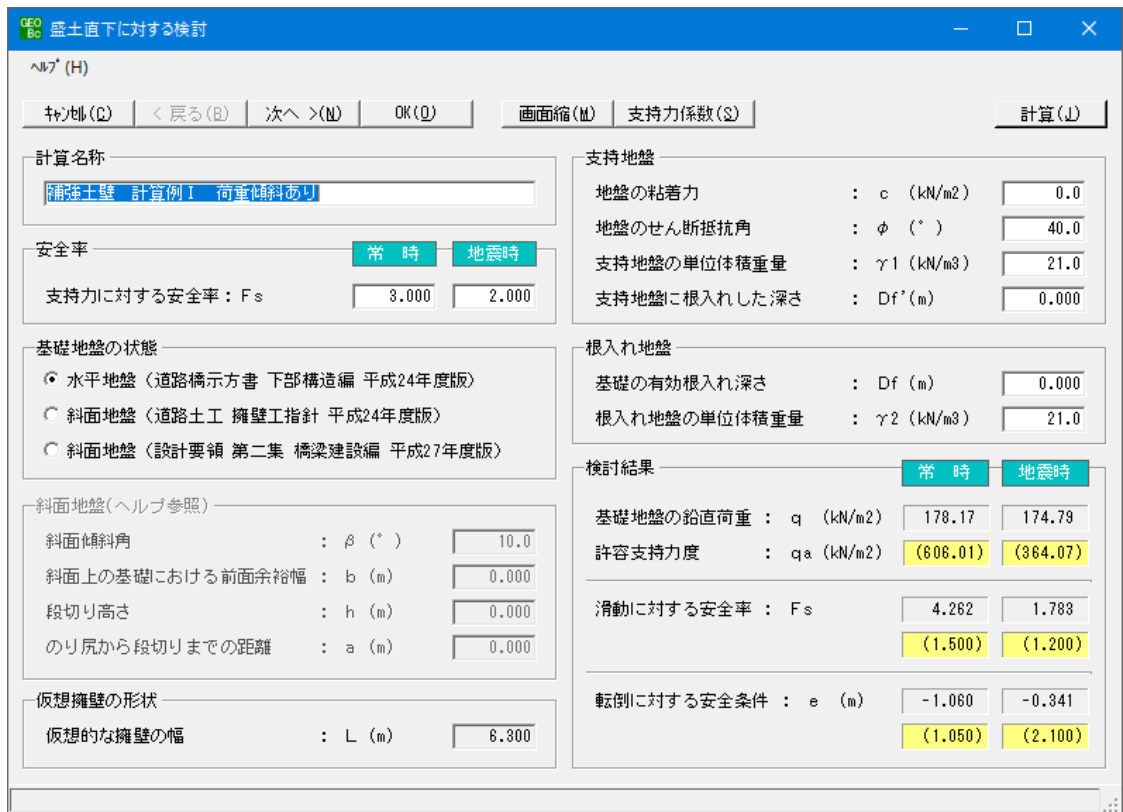 GEO Bc 盛土直下に対する検討
ﾍﾙﾌﾟ(H)
ｷｬﾝｾﾙ(C) < 戻る(B) 次へ >(N) OK(O) 画面縮(M) 支持力係数(S) 計算(J)
計算名称
補強土壁 計算例Ⅰ 荷重傾斜あり
安全率 常 時 地震時
支持力に対する安全率：Ｆｓ 3.000 2.000
基礎地盤の状態
水平地盤（道路橋示方書 下部構造編 平成24年度版）
斜面地盤（道路土工 擁壁工指針 平成24年度版）
斜面地盤（設計要領 第二集 橋梁建設編 平成27年度版）
斜面地盤(ヘルプ参照)
斜面傾斜角 : β (ﾟ) 10.0
斜面上の基礎における前面余裕幅 : b (m) 0.000
段切り高さ : h (m) 0.000
のり尻から段切りまでの距離 : a (m) 0.000
仮想擁壁の形状
仮想的な擁壁の幅 : L (m) 6.300
支持地盤
地盤の粘着力 : c (kN/m2) 0.0
地盤のせん断抵抗角 : φ (ﾟ) 40.0
支持地盤の単位体積重量 : γ1 (kN/m3) 21.0
支持地盤に根入れした深さ : Df'(m) 0.000
根入れ地盤
基礎の有効根入れ深さ : Df (m) 0.000
根入れ地盤の単位体積重量 : γ2 (kN/m3) 21.0
検討結果 常 時 地震時
基礎地盤の鉛直荷重 : q (kN/m2) 178.17 174.79
許容支持力度 : qa (kN/m2) (606.01) (364.07)
滑動に対する安全率 : Ｆｓ 4.262 1.783
(1.500) (1.200)
転倒に対する安全条件 : e (m) -1.060 -0.341
(1.050) (2.100)